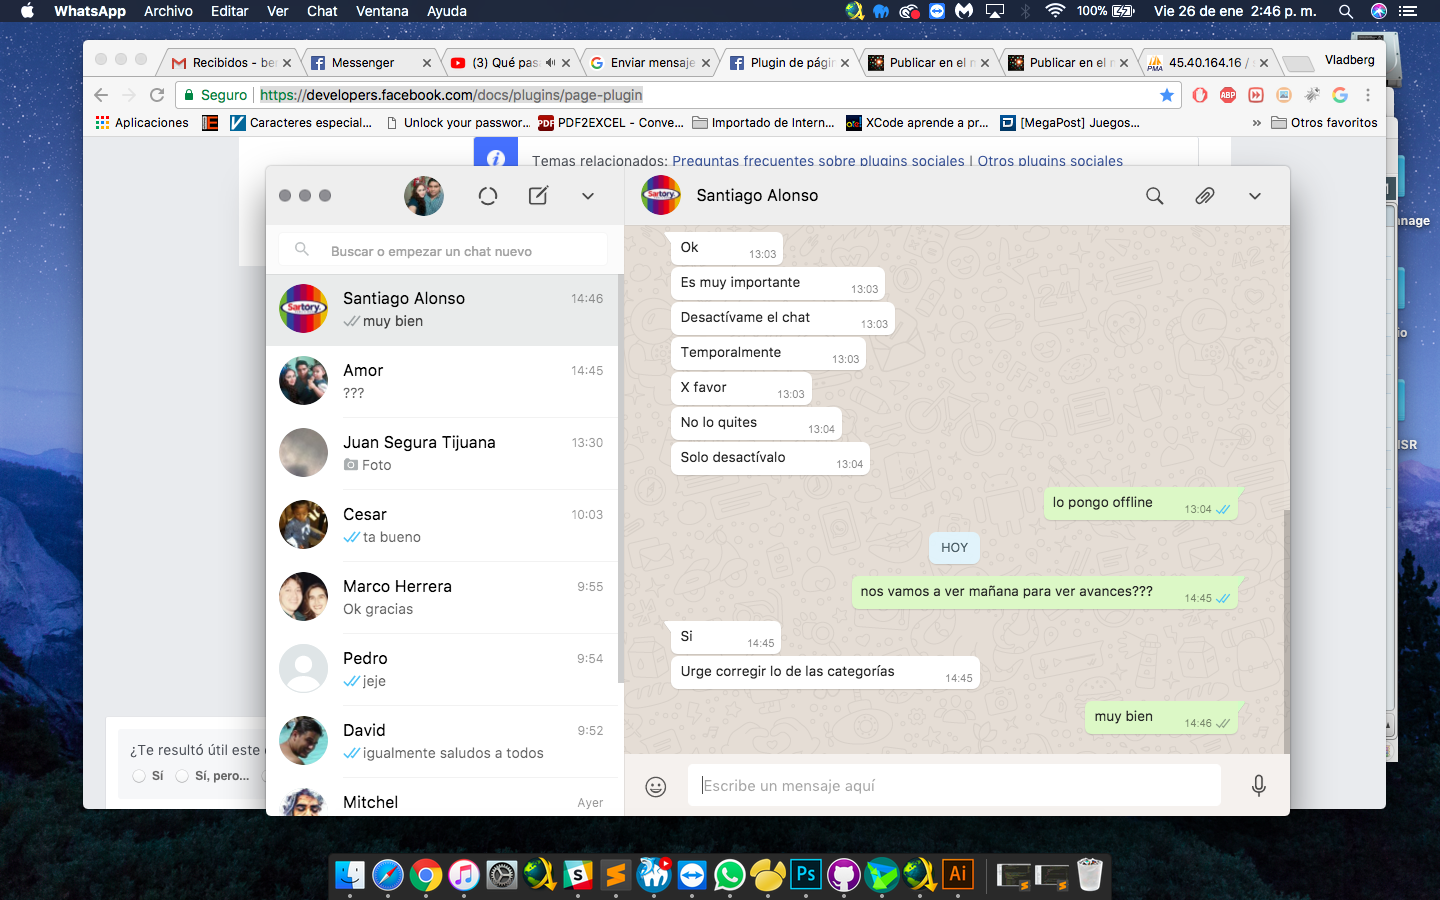 WhatsApp Archivo Editar Ver Chat Ventana Ayuda 100% Vie 26 de ene 2:46 p. m.
Recibidos - be Messenger (3) Qué pas Enviar mensaje Plugin de págin Publicar en el n Publicar en el n 45.40.164.16 / Vladberg
Seguro https://developers.facebook.com/docs/plugins/page-plugin ABP
Aplicaciones Caracteres especial... Unlock your passwor... PDF2EXCEL - Conve... Importado de Intern... XCode aprende a pr... [MegaPost] Juegos... » Otros favoritos
Temas relacionados: Preguntas frecuentes sobre plugins sociales | Otros plugins sociales
Santiago Alonso
Buscar o empezar un chat nuevo
Santiago Alonso 14:46
muy bien
Amor 14:45
???
Juan Segura Tijuana 13:30
Foto
Cesar 10:03
ta bueno
Marco Herrera 9:55
Ok gracias
Pedro 9:54
jeje
David 9:52
igualmente saludos a todos
Mitchel Ayer
Ok 13:03
Es muy importante 13:03
Desactívame el chat 13:03
Temporalmente 13:03
X favor 13:03
No lo quites 13:04
Solo desactívalo 13:04
lo pongo offline 13:04
HOY
nos vamos a ver mañana para ver avances??? 14:45
Si 14:45
Urge corregir lo de las categorías 14:45
muy bien 14:46
Escribe un mensaje aquí
¿Te resultó útil este
Sí Sí, pero...
nage
io
ISR
Sartory
Sartory
Ps
Ai